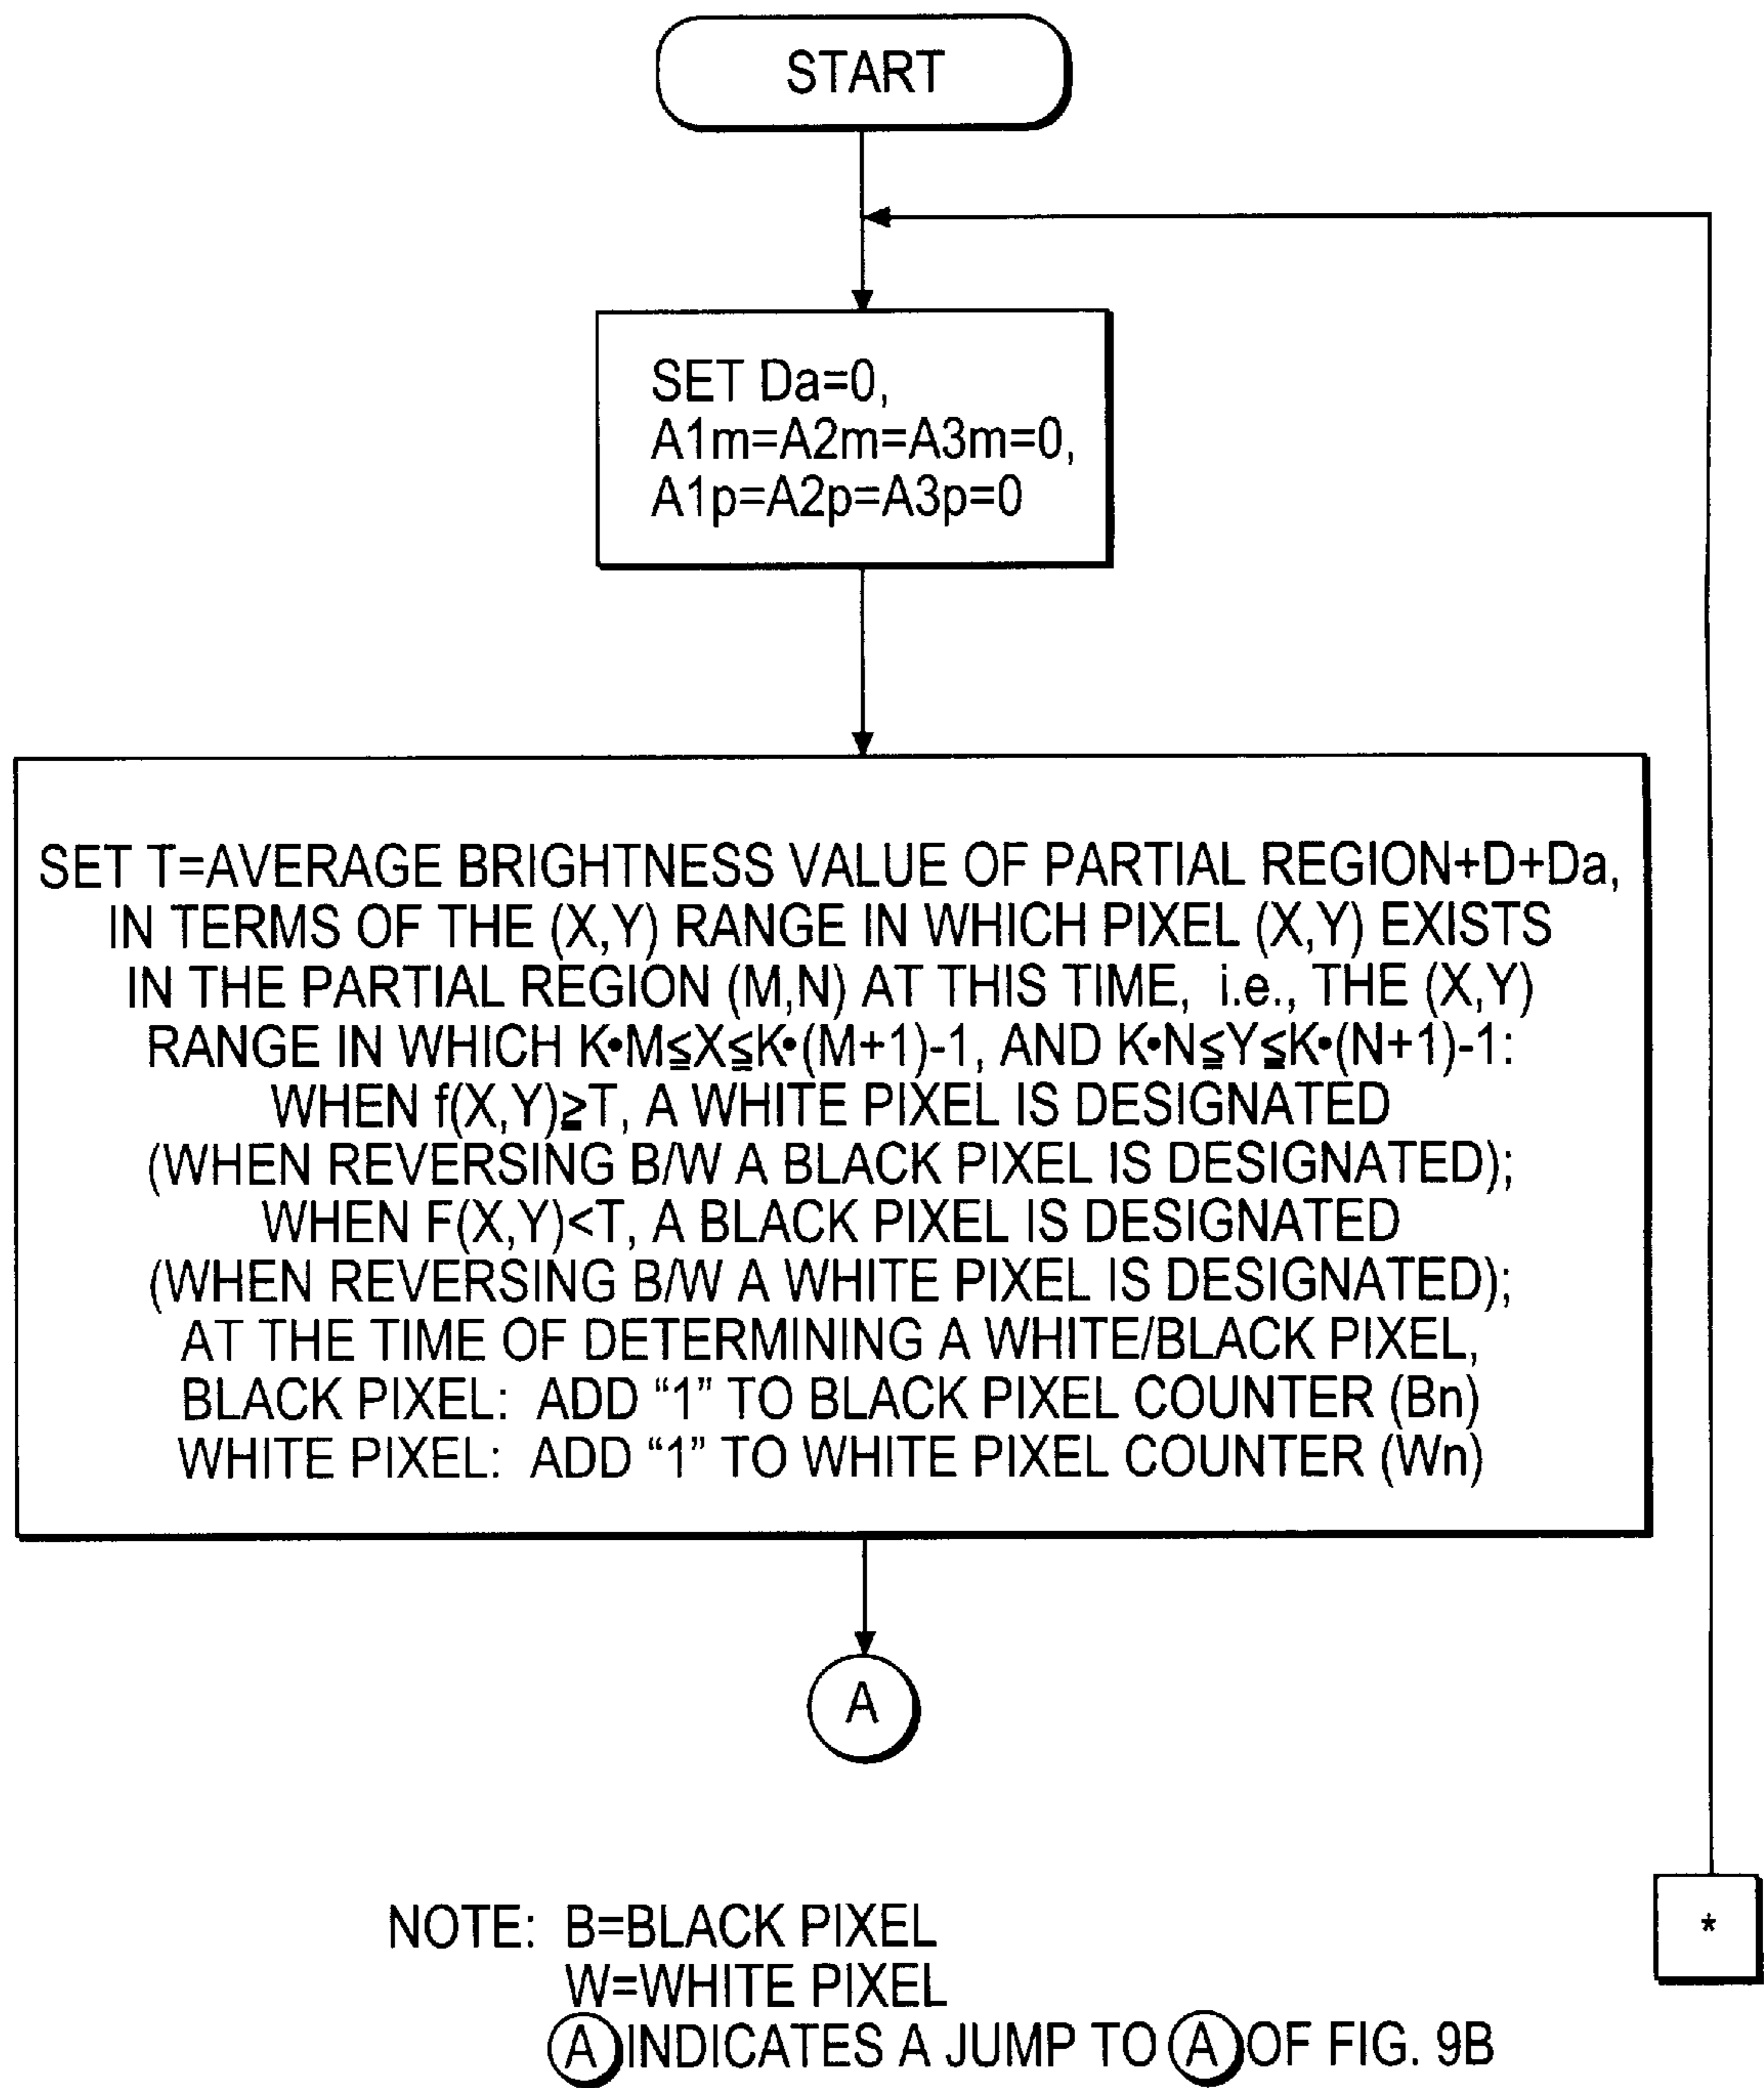 START
SET Da=0,
A1m=A2m=A3m=0,
A1p=A2p=A3p=0
SET T=AVERAGE BRIGHTNESS VALUE OF PARTIAL REGION+D+Da,
IN TERMS OF THE (X,Y) RANGE IN WHICH PIXEL (X,Y) EXISTS
IN THE PARTIAL REGION (M,N) AT THIS TIME, i.e., THE (X,Y)
RANGE IN WHICH K•M≦X≦K•(M+1)-1, AND K•N≦Y≦K•(N+1)-1:
WHEN f(X,Y)≧T, A WHITE PIXEL IS DESIGNATED
(WHEN REVERSING B/W A BLACK PIXEL IS DESIGNATED);
WHEN F(X,Y)<T, A BLACK PIXEL IS DESIGNATED
(WHEN REVERSING B/W A WHITE PIXEL IS DESIGNATED);
AT THE TIME OF DETERMINING A WHITE/BLACK PIXEL,
BLACK PIXEL: ADD “1” TO BLACK PIXEL COUNTER (Bn)
WHITE PIXEL: ADD “1” TO WHITE PIXEL COUNTER (Wn)
A
*
NOTE: B=BLACK PIXEL
W=WHITE PIXEL
A INDICATES A JUMP TO A OF FIG. 9B